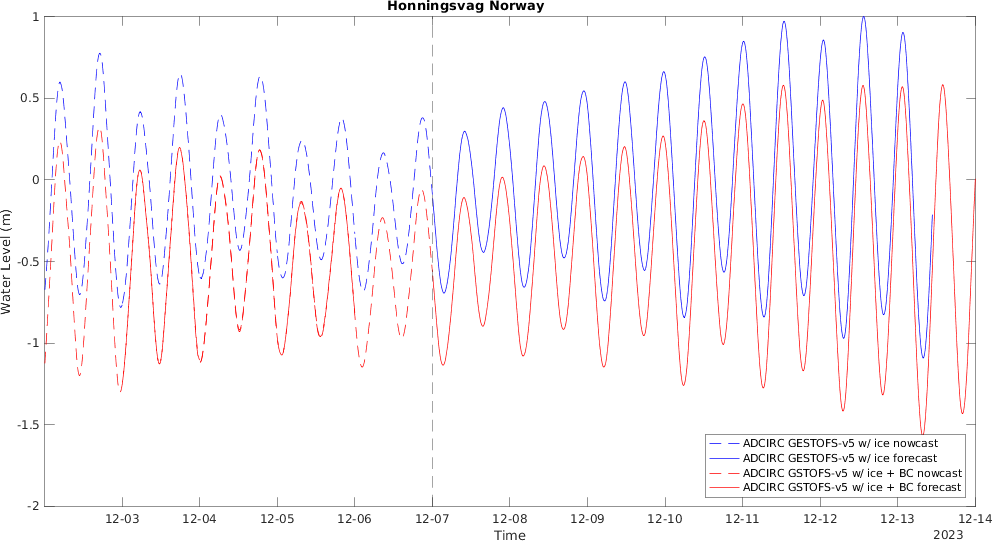 Honningsvag Norway
1
0.5
0
-0.5
-1
-1.5
-2
Water Level (m)
ADCIRC GESTOFS-v5 w/ ice nowcast
ADCIRC GESTOFS-v5 w/ ice forecast
ADCIRC GSTOFS-v5 w/ ice + BC nowcast
ADCIRC GSTOFS-v5 w/ ice + BC forecast
12-03 12-04 12-05 12-06 12-07 12-08 12-09 12-10 12-11 12-12 12-13 12-14
Time
2023